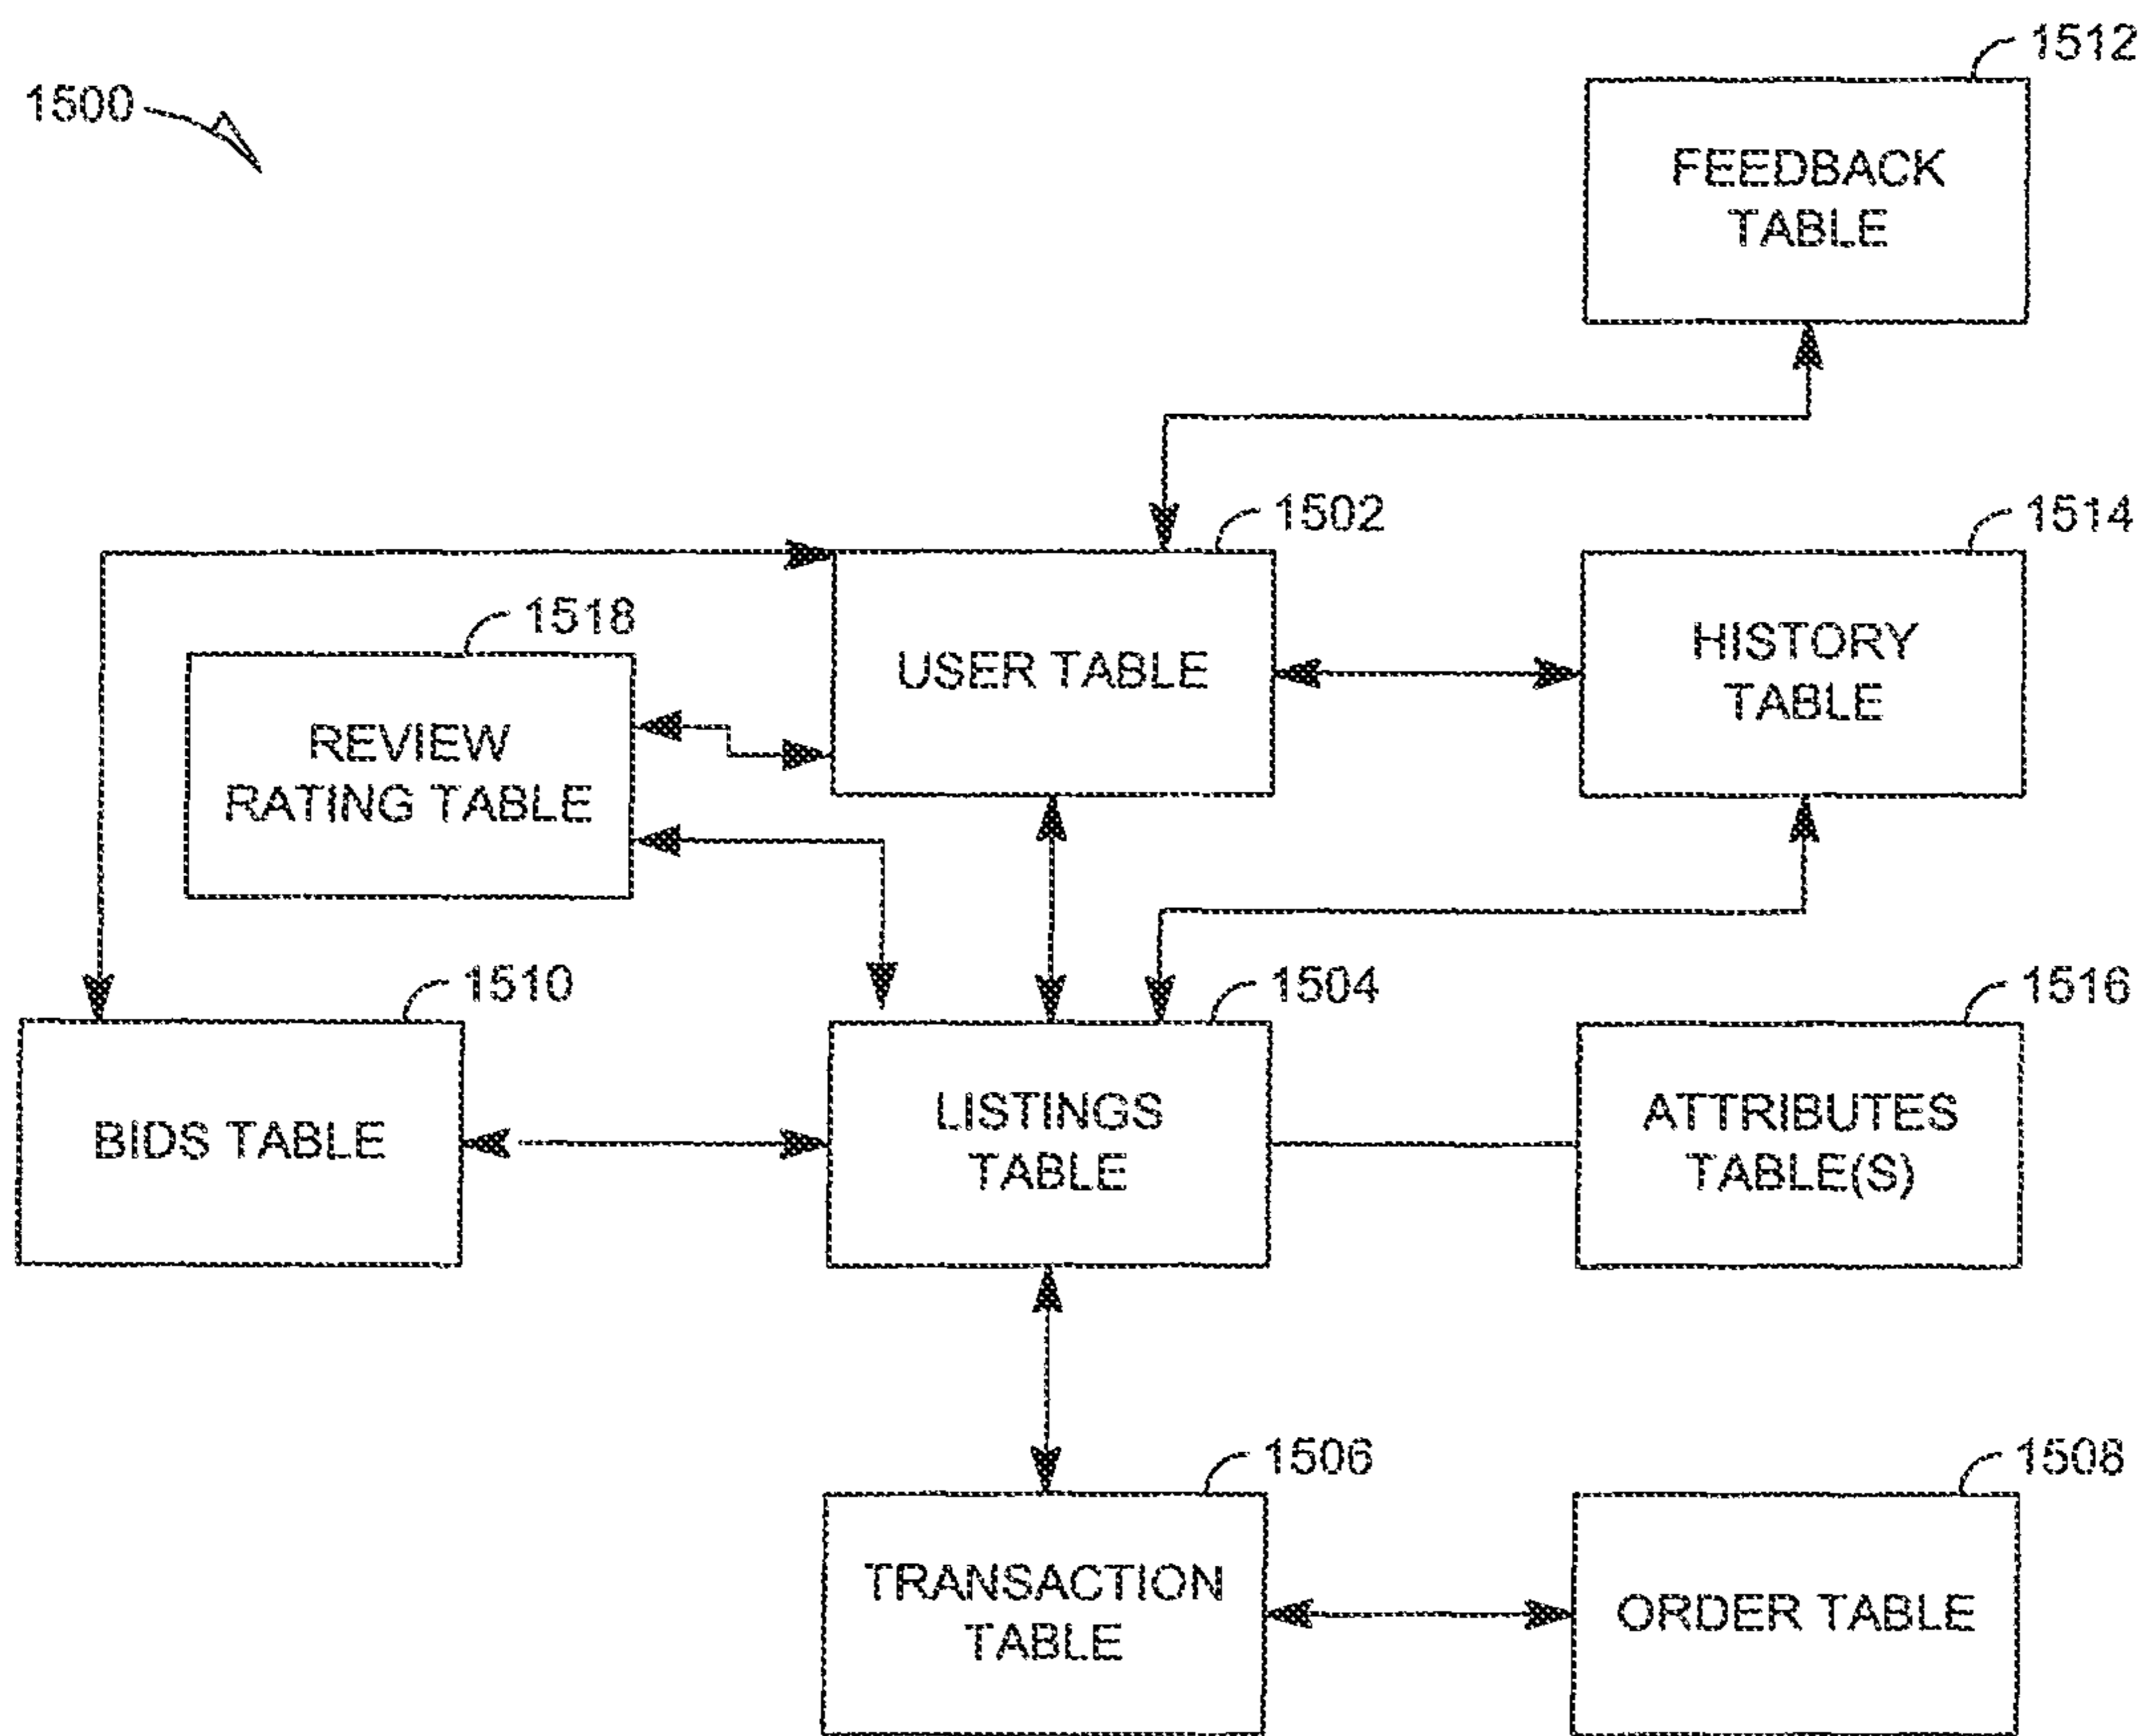 1512
1500
FEEDBACK
TABLE
1502
1514
1518
USER TABLE
HISTORY
TABLE
REVIEW
RATING TABLE
1510
1504
1516
BIDS TABLE
LISTINGS
TABLE
ATTRIBUTES
TABLE(S)
1506
1508
TRANSACTION
TABLE
ORDER TABLE